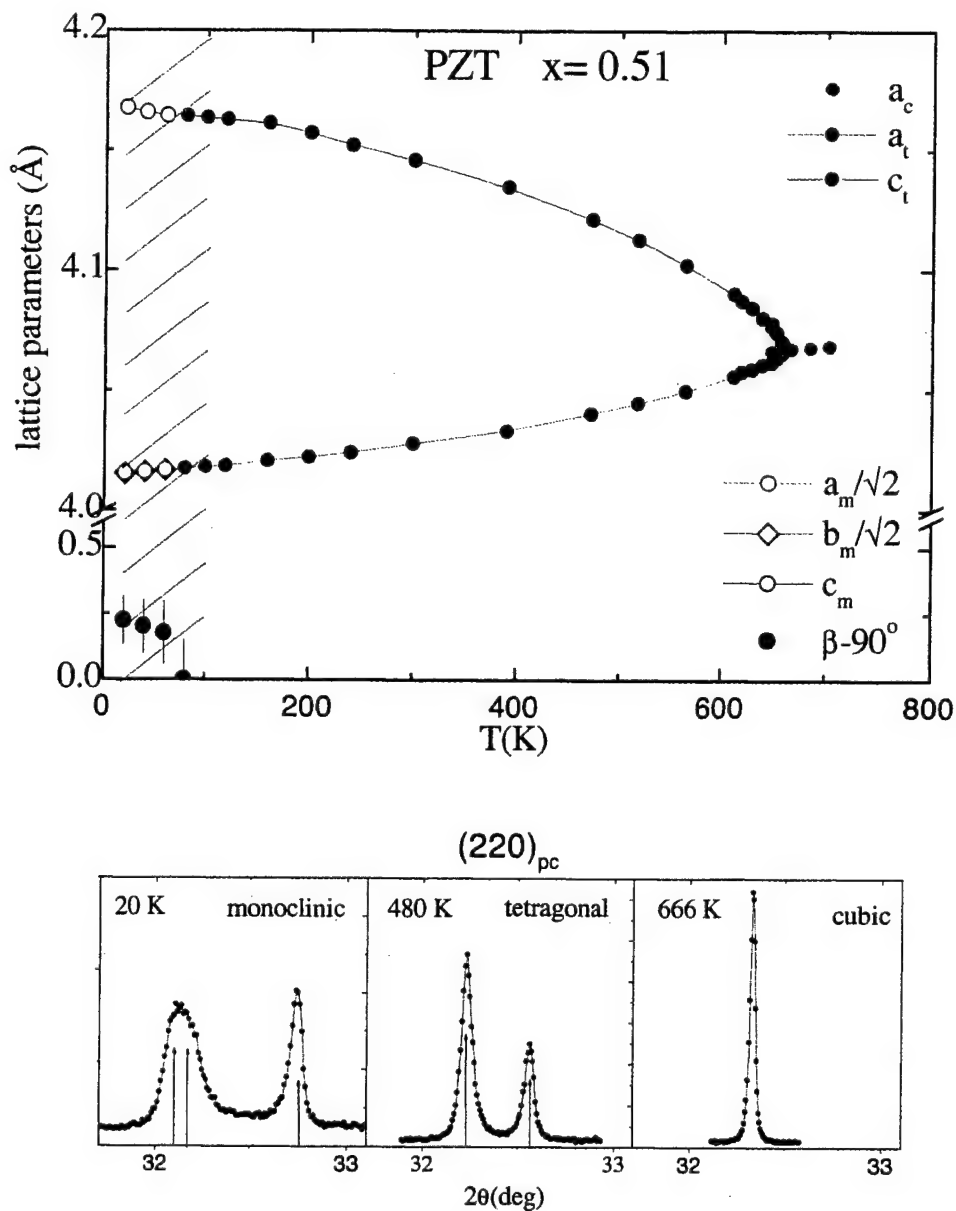 4.2
PZT x= 0.51
a_c
a_t
c_t
lattice parameters (Å)
4.1
4.0
a_m/√2
b_m/√2
c_m
β-90°
0.5
0.0
0 200 400 600 800
T(K)
(220)_pc
20 K monoclinic
480 K tetragonal
666 K cubic
32 33 32 33 32 33
2θ(deg)